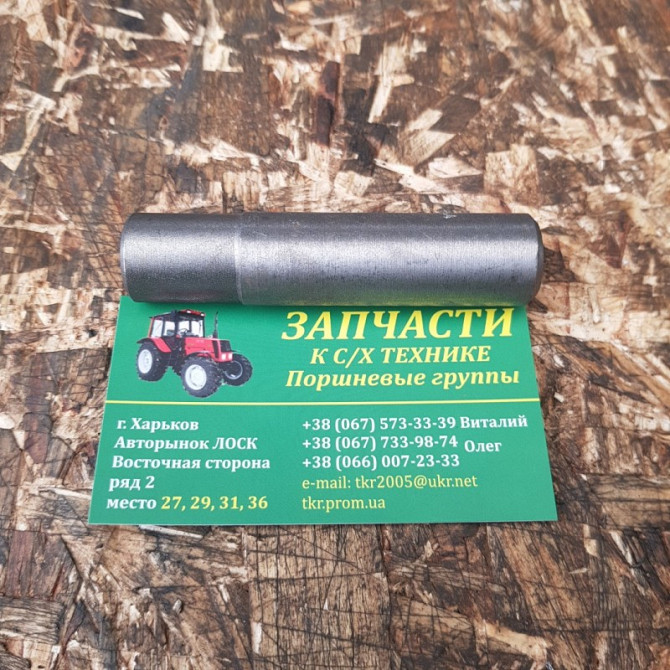 ЗАПЧАСТИ
К С/Х ТЕХНИКЕ
Поршневые группы
г. Харьков
Авторынок ЛОСК
Восточная сторона
ряд 2
место 27, 29, 31, 36
+38 (067) 573-33-39 Виталий
+38 (067) 733-98-74
Олег
+38 (066) 007-23-33
e-mail: tkr2005@ukr.net
tkr.prom.ua